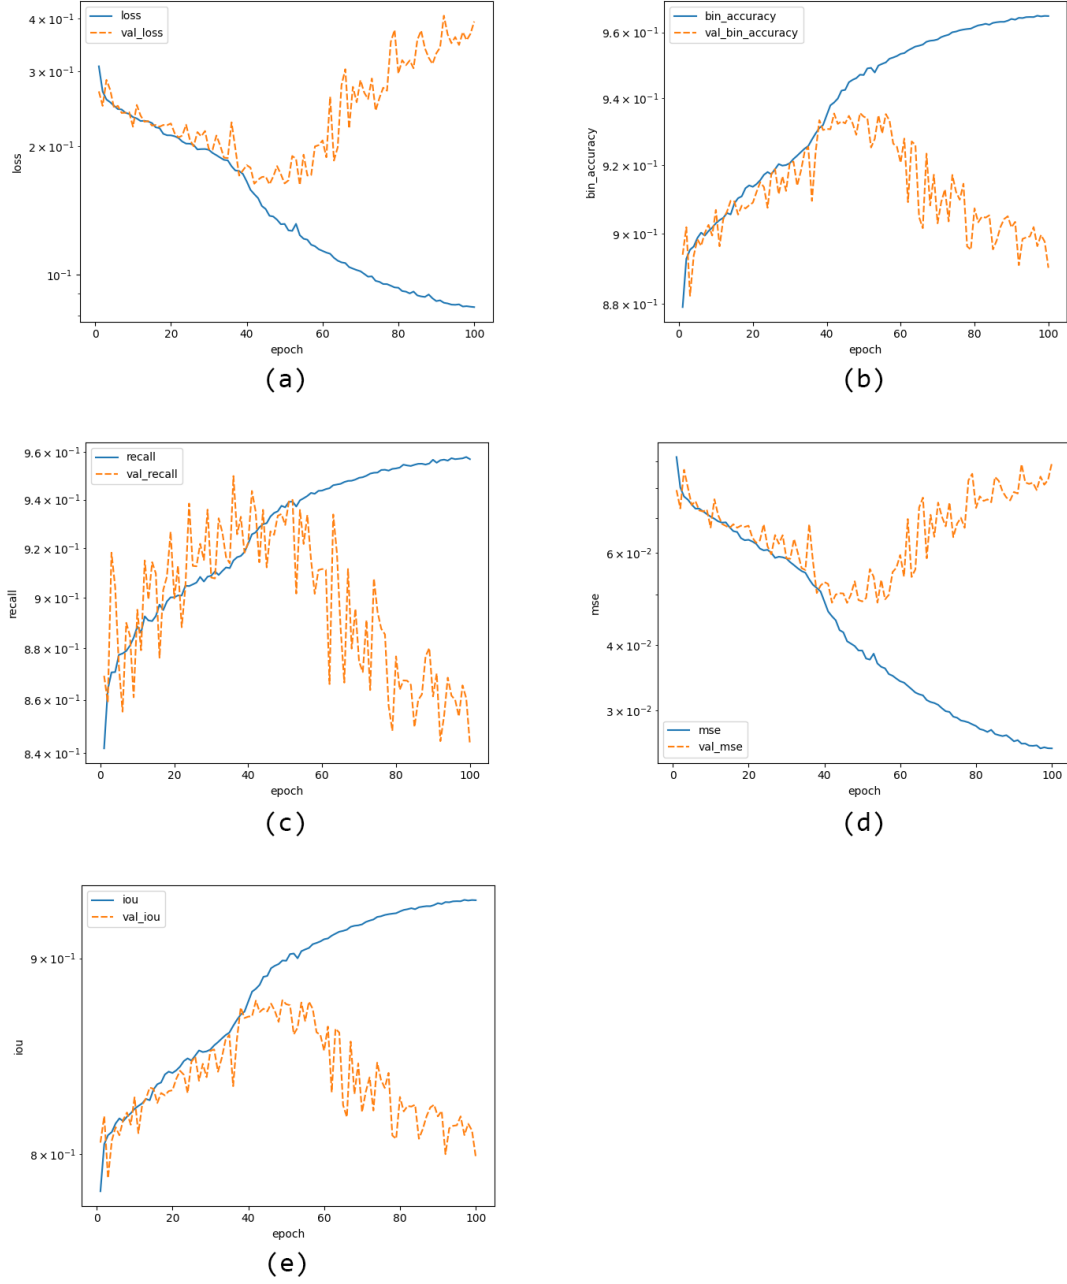 4 × 10⁻¹
3 × 10⁻¹
2 × 10⁻¹
10⁻¹
loss
loss
val_loss
0 20 40 60 80 100
epoch
(a)
9.6 × 10⁻¹
9.4 × 10⁻¹
9.2 × 10⁻¹
9 × 10⁻¹
8.8 × 10⁻¹
bin_accuracy
bin_accuracy
val_bin_accuracy
0 20 40 60 80 100
epoch
(b)
9.6 × 10⁻¹
9.4 × 10⁻¹
9.2 × 10⁻¹
9 × 10⁻¹
8.8 × 10⁻¹
8.6 × 10⁻¹
8.4 × 10⁻¹
recall
recall
val_recall
0 20 40 60 80 100
epoch
(c)
6 × 10⁻²
4 × 10⁻²
3 × 10⁻²
mse
mse
val_mse
0 20 40 60 80 100
epoch
(d)
9 × 10⁻¹
8 × 10⁻¹
iou
iou
val_iou
0 20 40 60 80 100
epoch
(e)